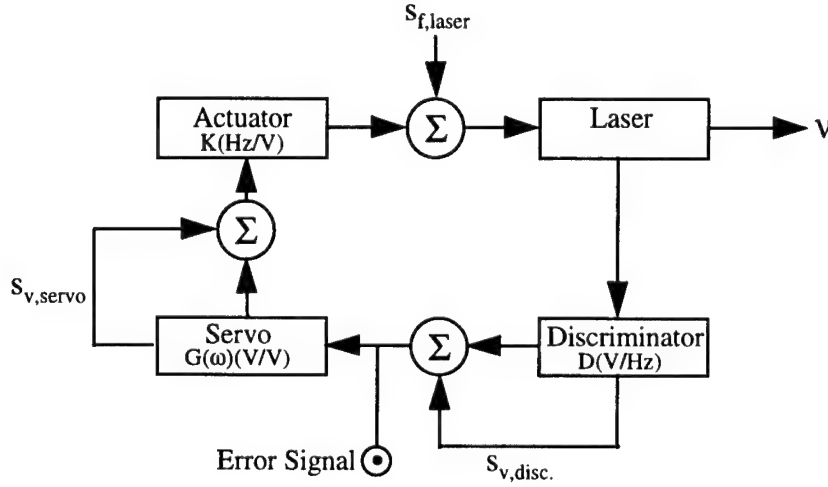 S_f,laser
Actuator
K(Hz/V)
Σ
Laser
ν
Σ
S_v,servo
Servo
G(ω)(V/V)
Σ
Discriminator
D(V/Hz)
Error Signal
S_v,disc.